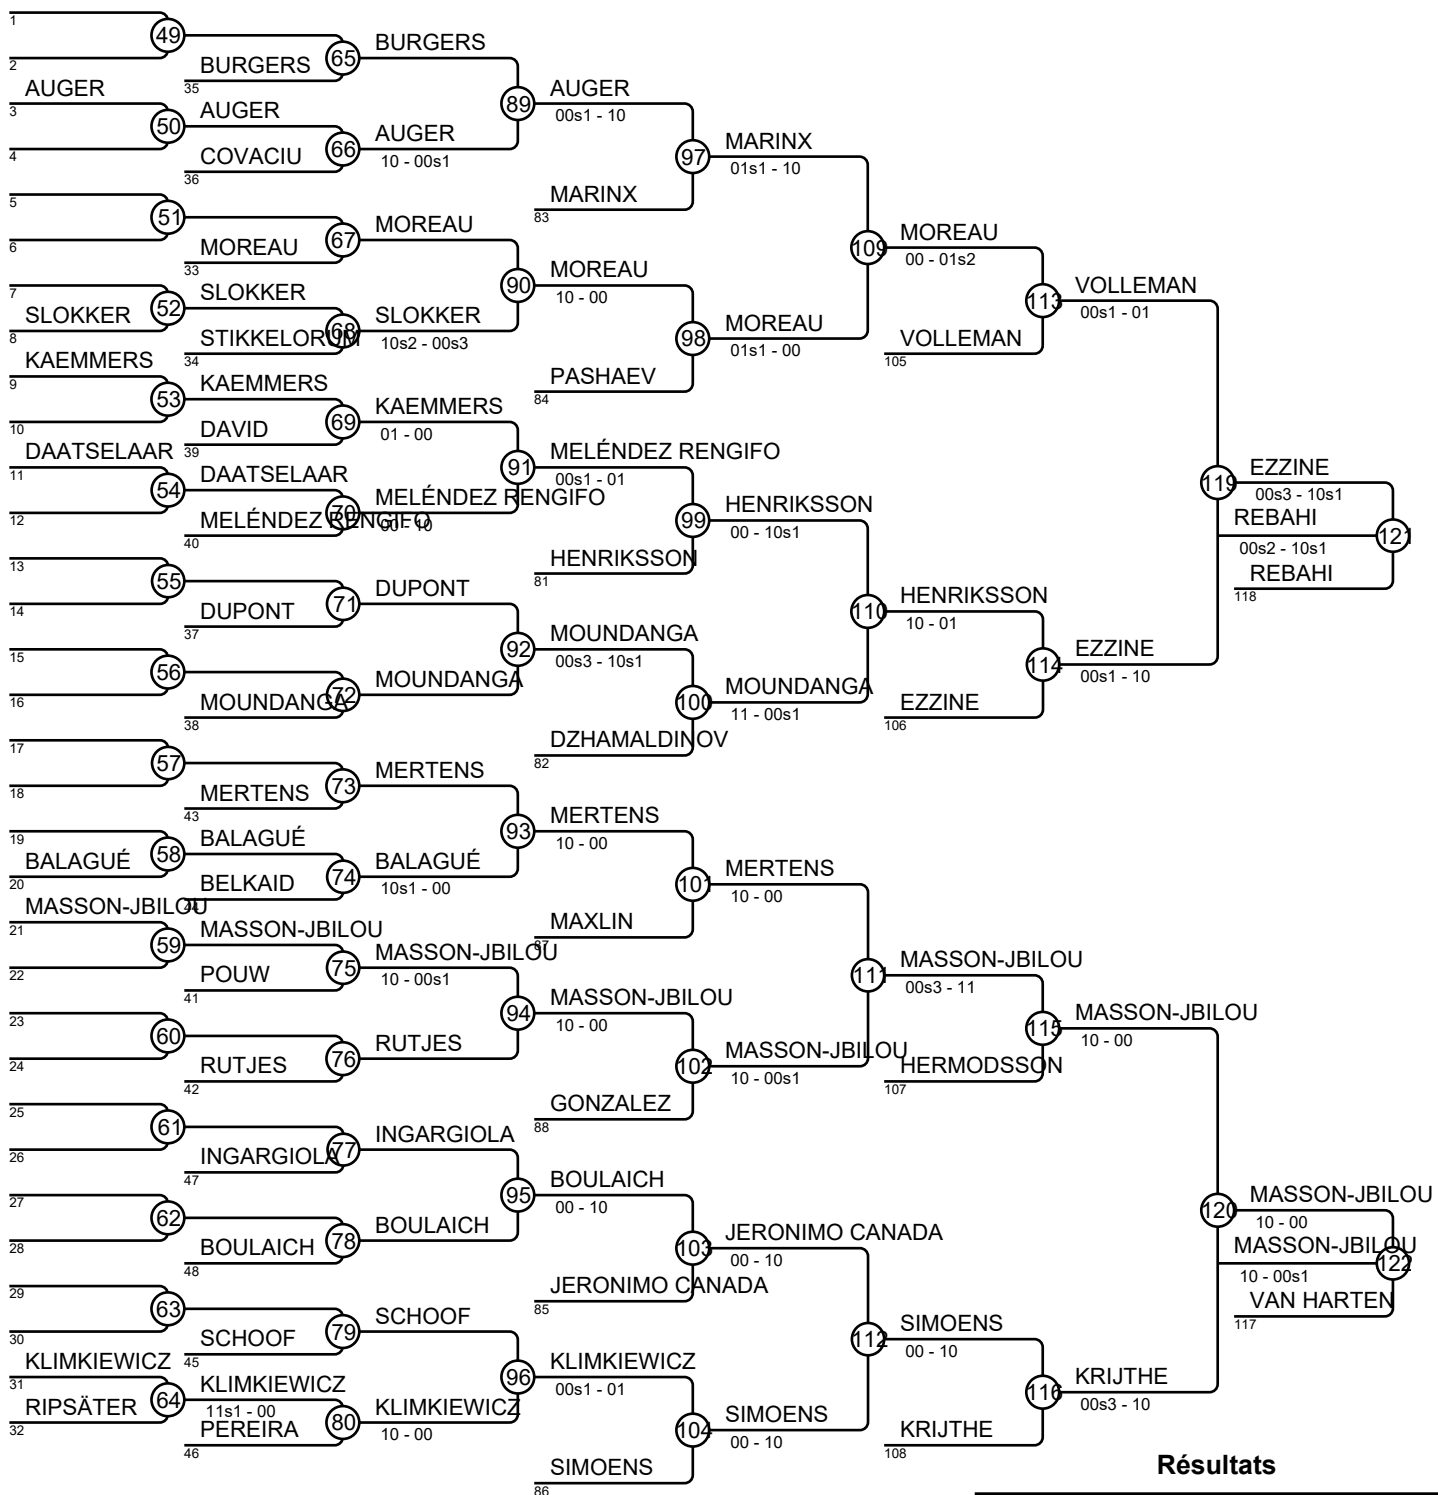 1
49
2
BURGERS
35
65
BURGERS
AUGER
3
50
4
AUGER
COVACIU
36
66
AUGER
10 - 00s1
89
AUGER
00s1 - 10
MARINX
83
97
MARINX
01s1 - 10
5
51
6
MOREAU
33
67
MOREAU
7
SLOKKER
8
52
SLOKKER
STIKKELORUM
34
68
SLOKKER
10s2 - 00s3
90
MOREAU
10 - 00
PASHAEV
84
98
MOREAU
01s1 - 00
109
MOREAU
00 - 01s2
VOLLEMAN
105
113
VOLLEMAN
00s1 - 01
KAEMMERS
9
53
10
KAEMMERS
DAVID
39
69
KAEMMERS
01 - 00
DAATSELAAR
11
54
12
DAATSELAAR
MELÉNDEZ RENGIFO
40
70
MELÉNDEZ RENGIFO
00 - 10
91
MELÉNDEZ RENGIFO
00s1 - 01
HENRIKSSON
81
99
HENRIKSSON
00 - 10s1
13
55
14
DUPONT
37
71
DUPONT
15
56
16
MOUNDANGA
38
72
MOUNDANGA
92
MOUNDANGA
00s3 - 10s1
DZHAMALDINOV
82
100
MOUNDANGA
11 - 00s1
110
HENRIKSSON
10 - 01
EZZINE
106
114
EZZINE
00s1 - 10
119
EZZINE
00s3 - 10s1
REBAHI
00s2 - 10s1
REBAHI
118
121
17
57
18
MERTENS
43
73
MERTENS
19
BALAGUÉ
20
58
BALAGUÉ
BELKAID
44
74
BALAGUÉ
10s1 - 00
93
MERTENS
10 - 00
MAXLIN
87
101
MERTENS
10 - 00
MASSON-JBILOU
21
59
22
MASSON-JBILOU
POUW
41
75
MASSON-JBILOU
10 - 00s1
23
60
24
RUTJES
42
76
RUTJES
94
MASSON-JBILOU
10 - 00
GONZALEZ
88
102
MASSON-JBILOU
10 - 00s1
111
MASSON-JBILOU
00s3 - 11
HERMODSSON
107
115
MASSON-JBILOU
10 - 00
25
61
26
INGARGIOLA
47
77
INGARGIOLA
27
62
28
BOULAICH
48
78
BOULAICH
95
BOULAICH
00 - 10
JERONIMO CANADA
85
103
JERONIMO CANADA
00 - 10
29
63
30
SCHOOF
45
79
SCHOOF
KLIMKIEWICZ
31
RIPSÄTER
32
64
KLIMKIEWICZ
11s1 - 00
PEREIRA
46
80
KLIMKIEWICZ
10 - 00
96
KLIMKIEWICZ
00s1 - 01
SIMOENS
86
104
SIMOENS
00 - 10
112
SIMOENS
00 - 10
KRIJTHE
108
116
KRIJTHE
00s3 - 10
120
MASSON-JBILOU
10 - 00
MASSON-JBILOU
10 - 00s1
VAN HARTEN
117
122
Résultats